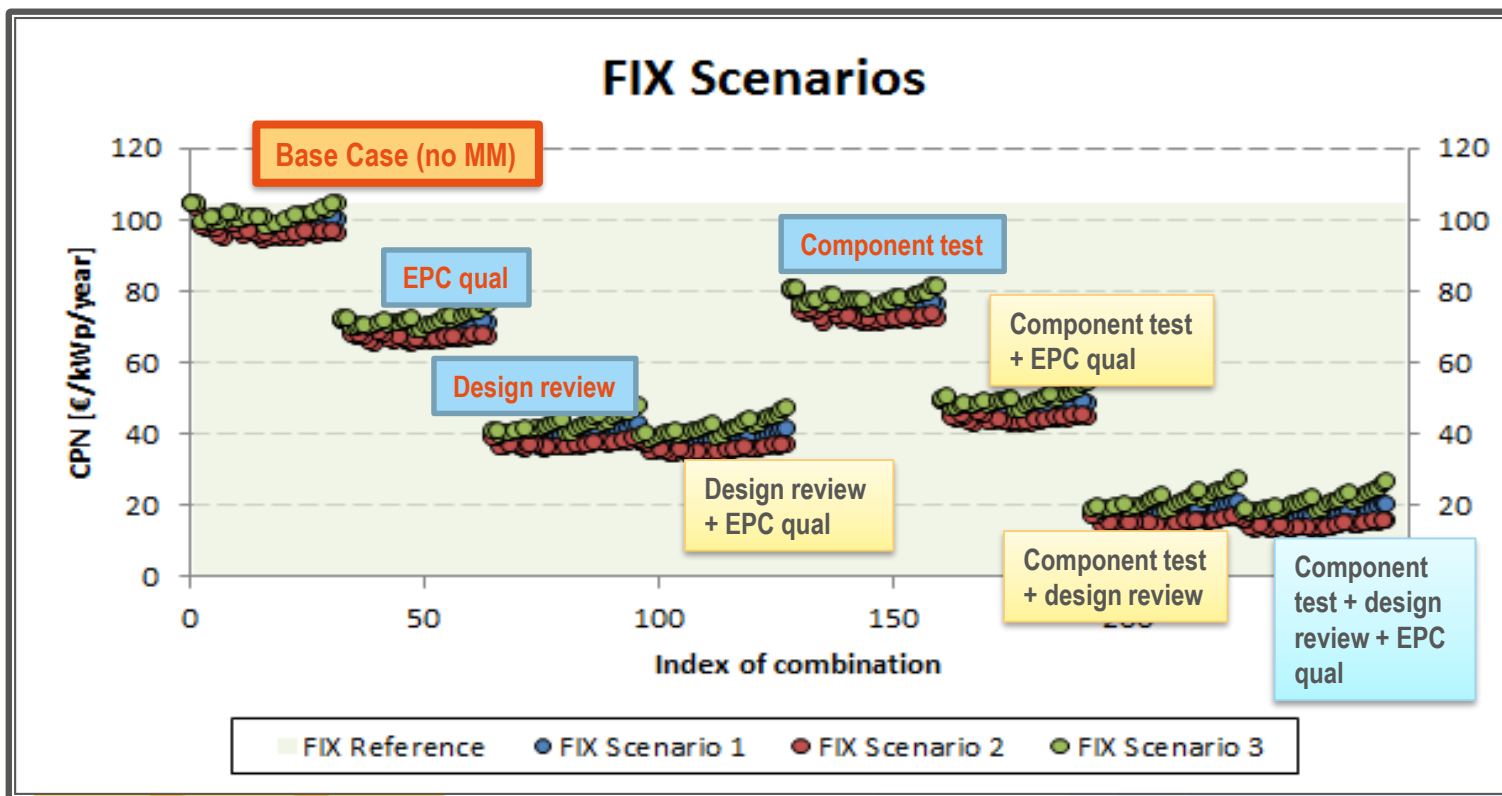 FIX Scenarios
Base Case (no MM)
EPC qual
Design review
Component test
Component test
+ EPC qual
Design review
+ EPC qual
Component test
+ design review
Component
test + design
review + EPC
qual
CPN [€/kWp/year]
120
100
80
60
40
20
0
120
100
80
60
40
20
0
50
100
150
Index of combination
FIX Reference
FIX Scenario 1
FIX Scenario 2
FIX Scenario 3